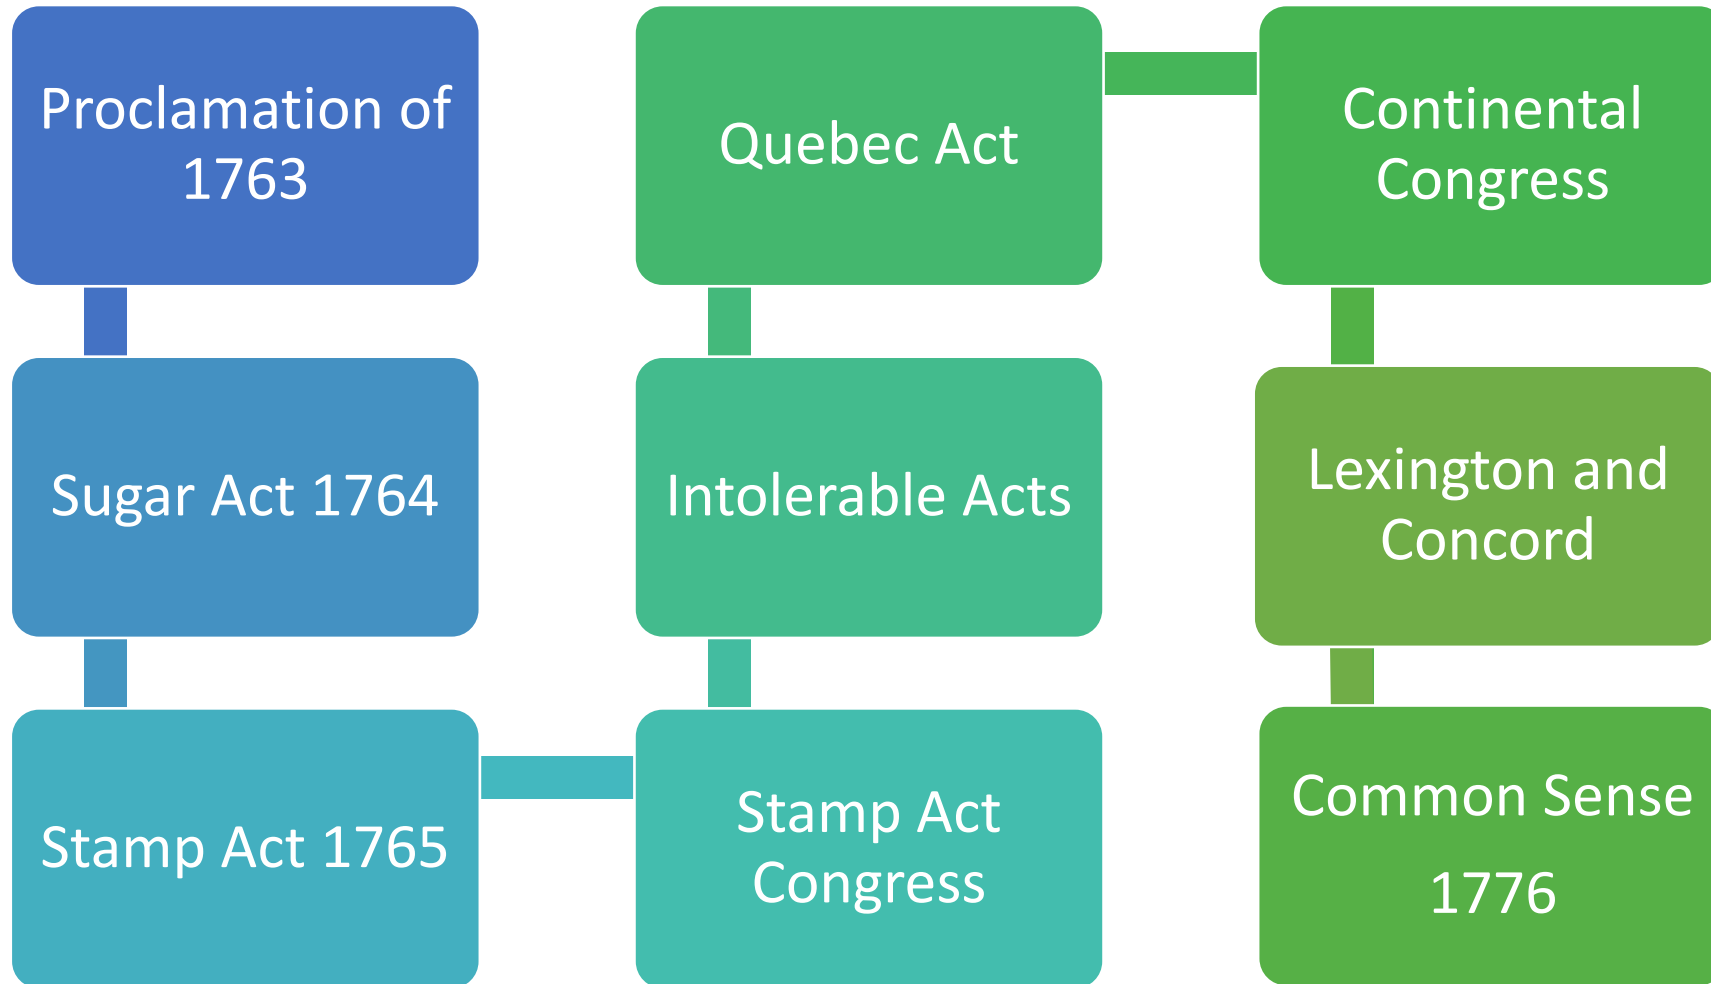 Proclamation of
1763
Sugar Act 1764
Stamp Act 1765
Stamp Act
Congress
Intolerable Acts
Quebec Act
Continental
Congress
Lexington and
Concord
Common Sense
1776